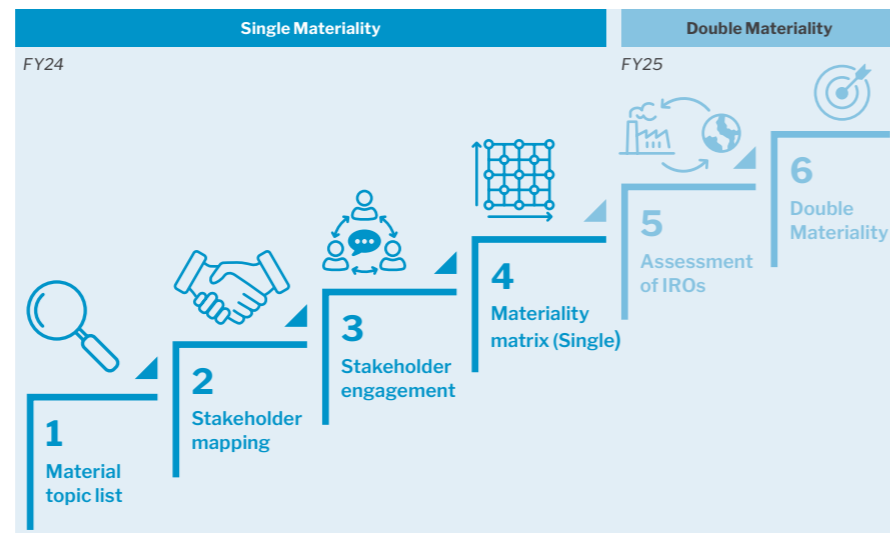 Single Materiality
Double Materiality
FY24
FY25
1
Material
topic list
2
Stakeholder
mapping
3
Stakeholder
engagement
4
Materiality
matrix (Single)
5
Assessment
of IROs
6
Double
Materiality